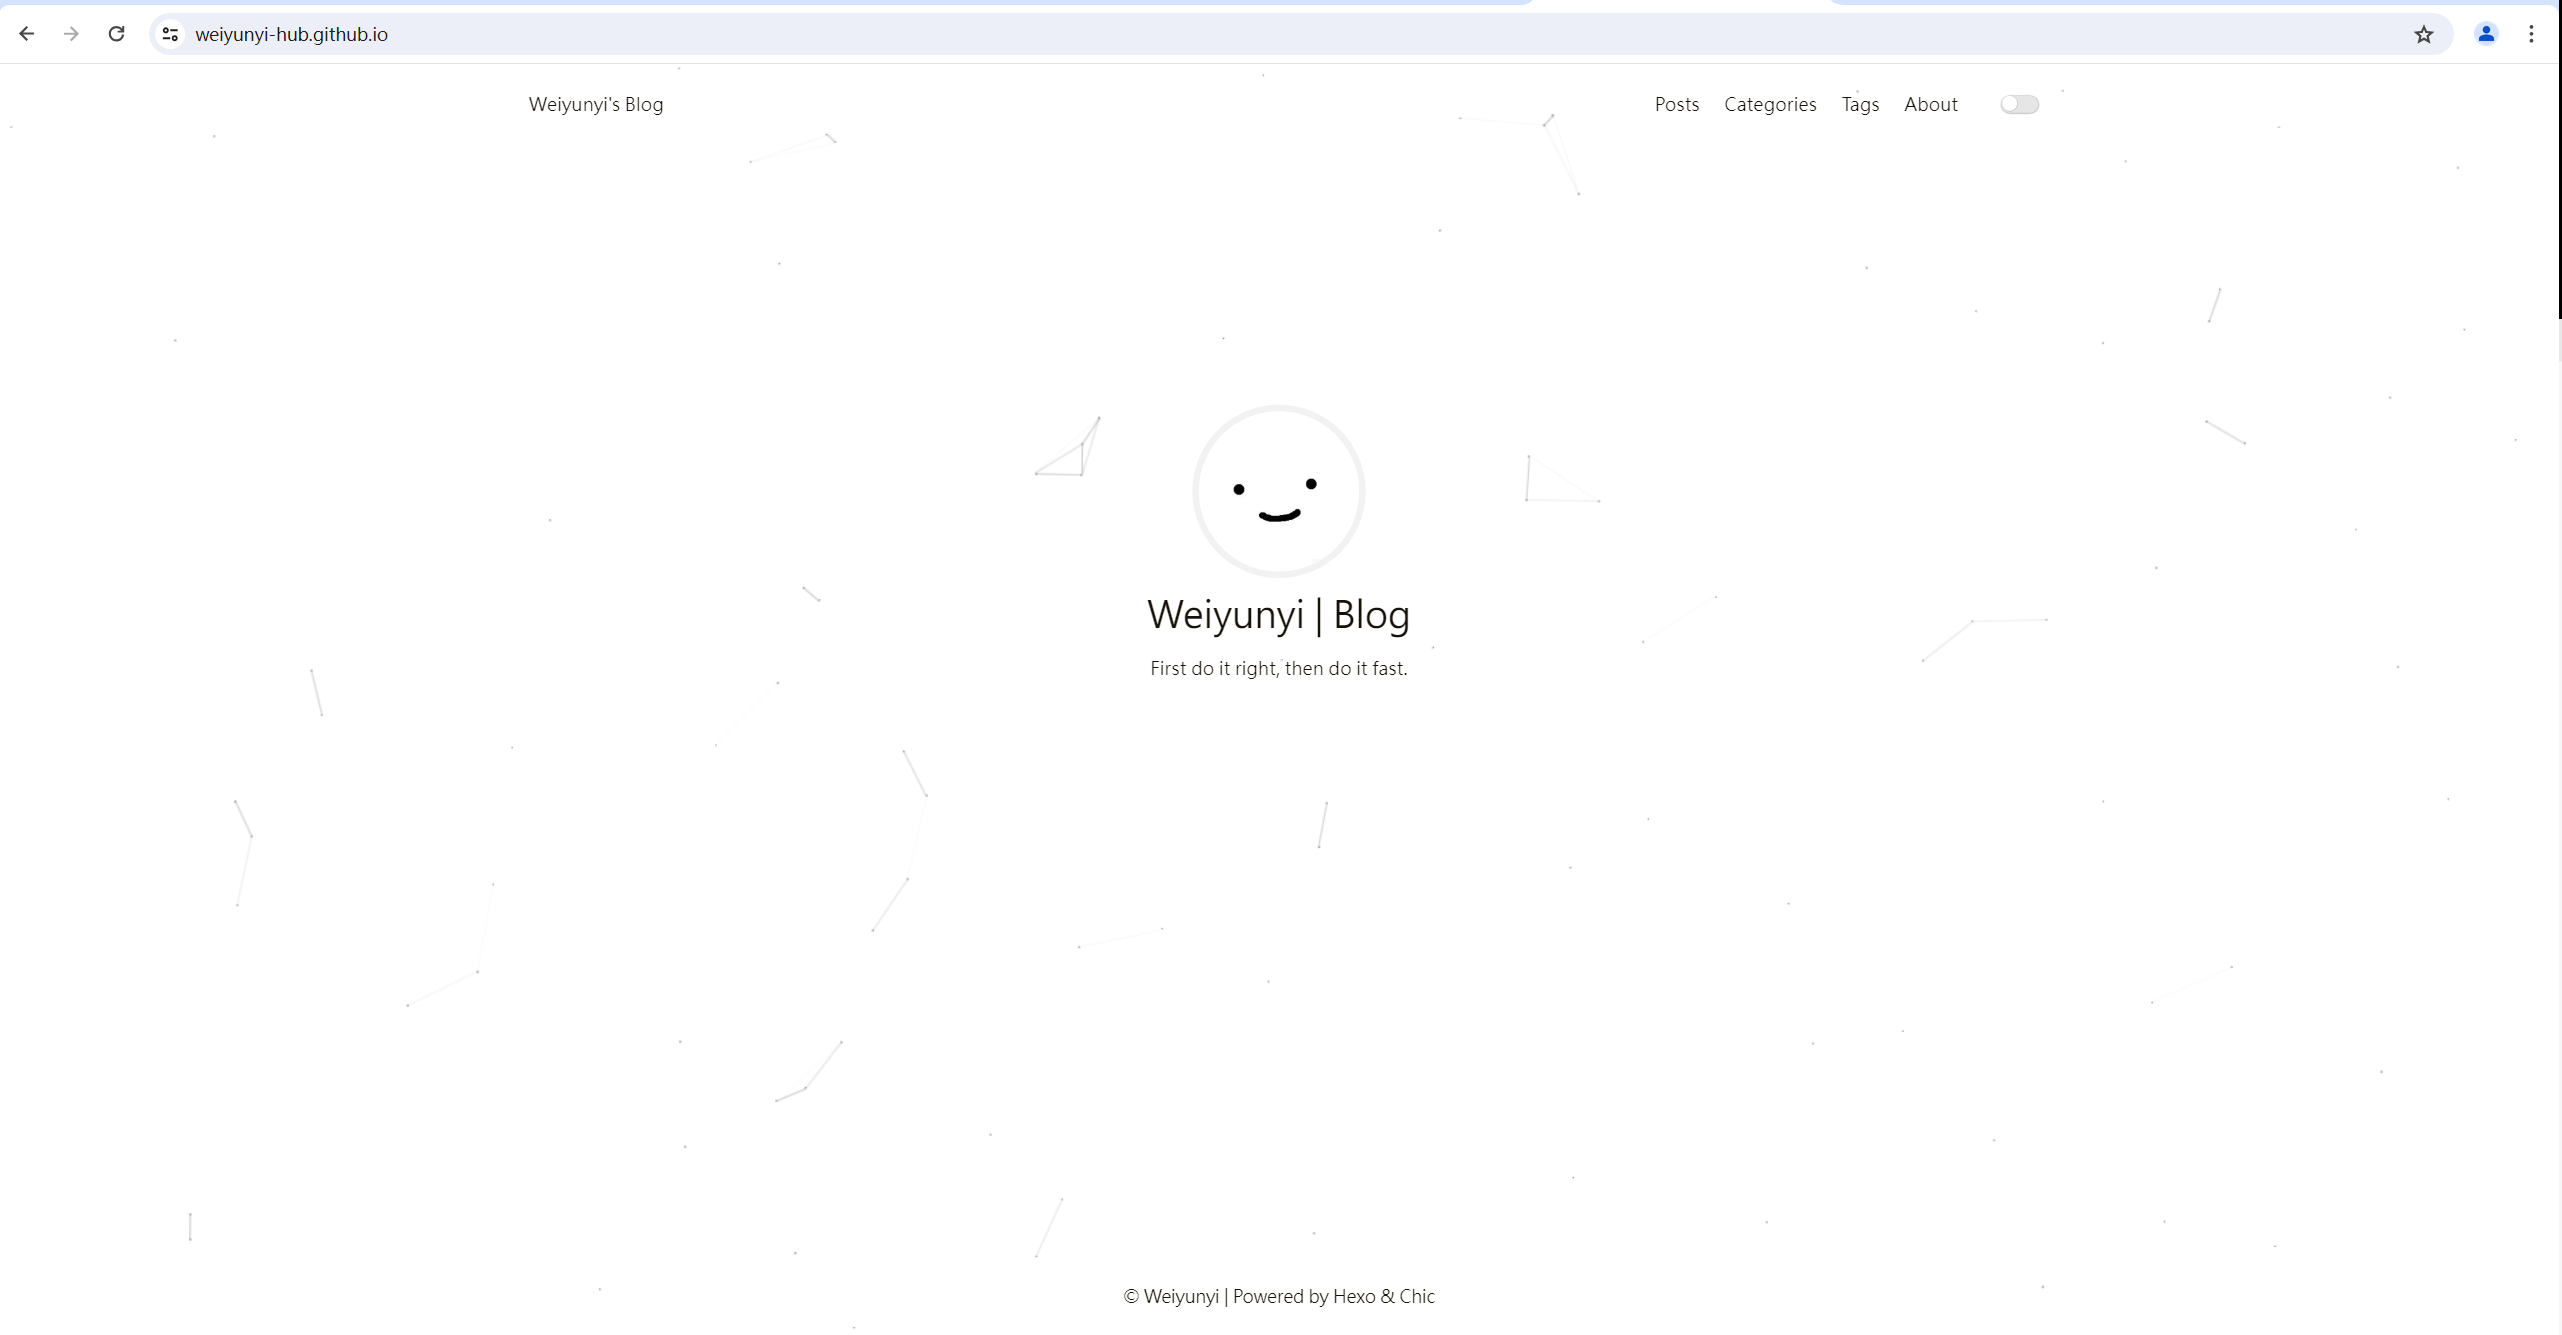 weiyunyi-hub.github.io
Weiyunyi's Blog
Posts Categories Tags About
Weiyunyi | Blog
First do it right, then do it fast.
© Weiyunyi | Powered by Hexo & Chic